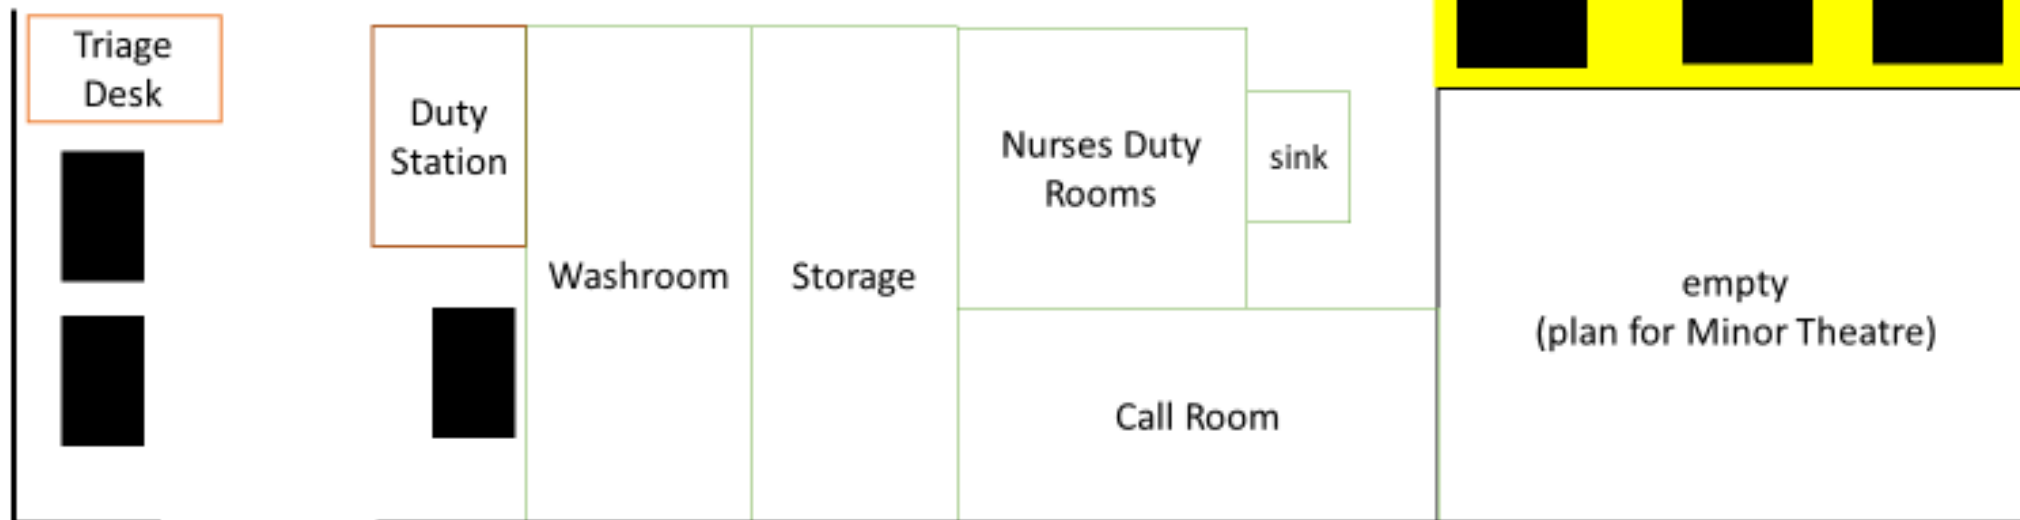 Triage
Desk
Duty
Station
Washroom
Storage
Nurses Duty
Rooms
sink
Call Room
empty
(plan for Minor Theatre)